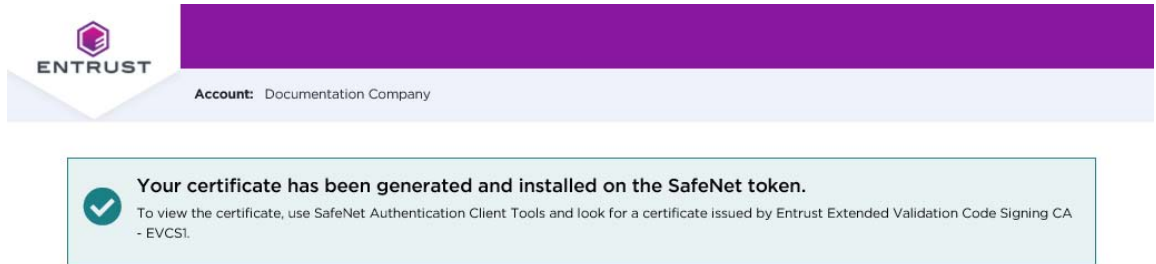 ENTRUST
Account: Documentation Company
Your certificate has been generated and installed on the SafeNet token.
To view the certificate, use SafeNet Authentication Client Tools and look for a certificate issued by Entrust Extended Validation Code Signing CA
- EVCS1.